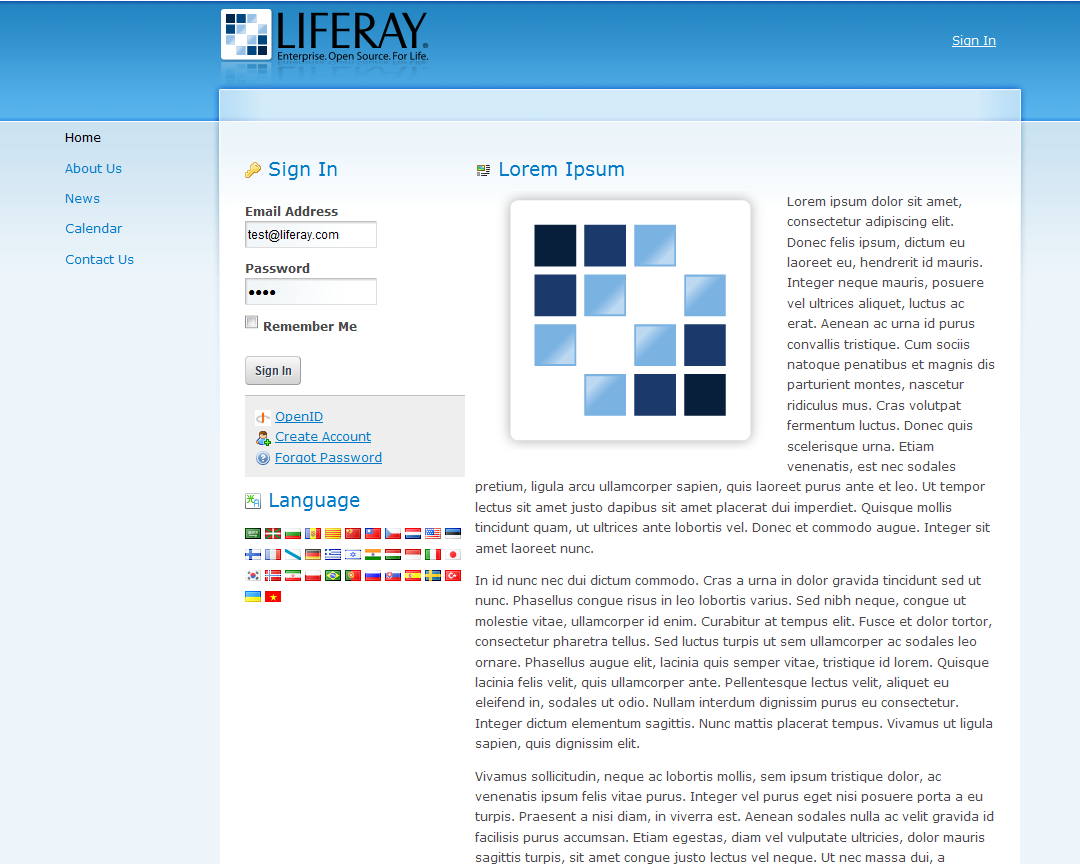 LIFERAY.
Enterprise. Open Source. For Life.
Sign In
Home
About Us
News
Calendar
Contact Us
Sign In
Email Address
test@liferay.com
Password
••••
Remember Me
Sign In
OpenID
Create Account
Forgot Password
Language
Lorem Ipsum
Lorem ipsum dolor sit amet,
consectetur adipiscing elit.
Donec felis ipsum, dictum eu
laoreet eu, hendrerit id mauris.
Integer neque mauris, posuere
vel ultrices aliquet, luctus ac
erat. Aenean ac urna id purus
convallis tristique. Cum sociis
natoque penatibus et magnis dis
parturient montes, nascetur
ridiculus mus. Cras volutpat
fermentum luctus. Donec quis
scelerisque urna. Etiam
venenatis, est nec sodales
pretium, ligula arcu ullamcorper sapien, quis laoreet purus ante et leo. Ut tempor
lectus sit amet justo dapibus sit amet placerat dui imperdiet. Quisque mollis
tincidunt quam, ut ultrices ante lobortis vel. Donec et commodo augue. Integer sit
amet laoreet nunc.
In id nunc nec dui dictum commodo. Cras a urna in dolor gravida tincidunt sed ut
nunc. Phasellus congue risus in leo lobortis varius. Sed nibh neque, congue ut
molestie vitae, ullamcorper id enim. Curabitur at tempus elit. Fusce et dolor tortor,
consectetur pharetra tellus. Sed luctus turpis ut sem ullamcorper ac sodales leo
ornare. Phasellus augue elit, lacinia quis semper vitae, tristique id lorem. Quisque
lacinia felis velit, quis ullamcorper ante. Pellentesque lectus velit, aliquet eu
eleifend in, sodales ut odio. Nullam interdum dignissim purus eu consectetur.
Integer dictum elementum sagittis. Nunc mattis placerat tempus. Vivamus ut ligula
sapien, quis dignissim elit.
Vivamus sollicitudin, neque ac lobortis mollis, sem ipsum tristique dolor, ac
venenatis ipsum felis vitae purus. Integer vel purus eget nisi posuere porta a eu
turpis. Praesent a nisi diam, in viverra est. Aenean sodales nulla ac velit gravida id
facilisis purus accumsan. Etiam egestas, diam vel vulputate ultricies, dolor mauris
sagittis turpis, sit amet congue justo lectus vel neque. Ut nec massa dui, a